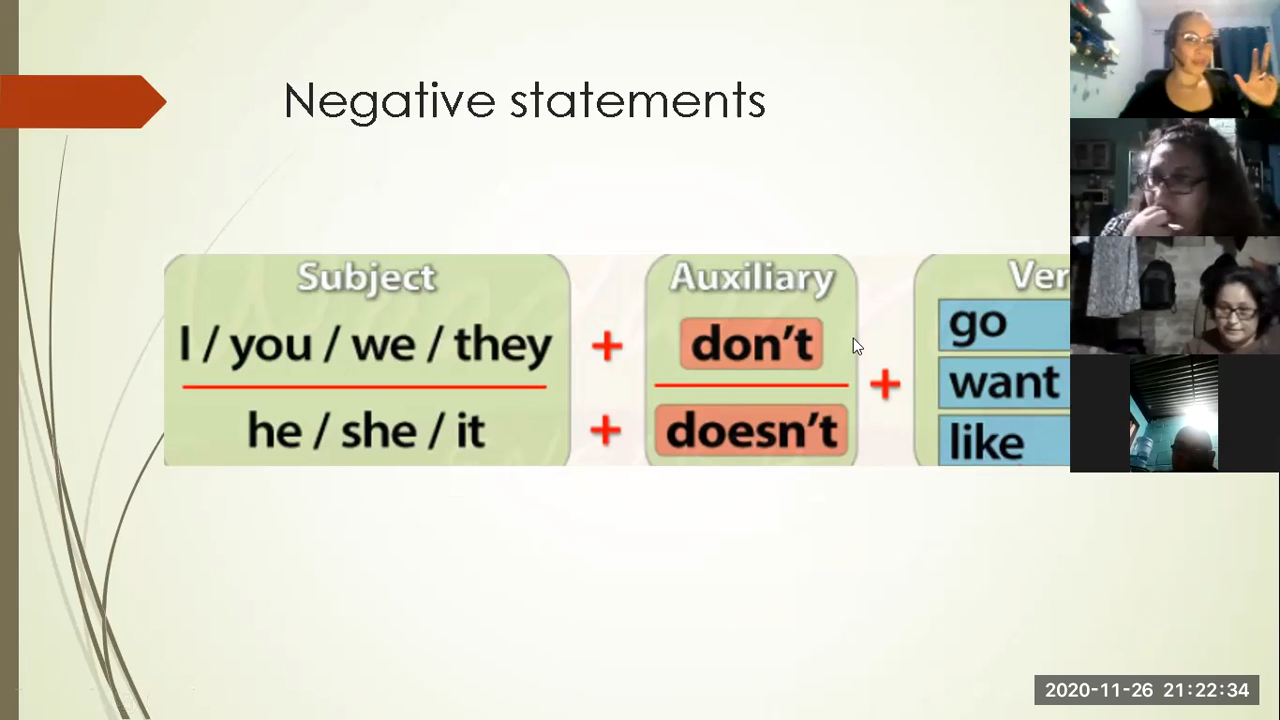 Negative statements
Subject
Auxiliary
I / you / we / they
+
don't
he / she / it
+
doesn't
+
go
want
like
2020-11-26 21:22:34